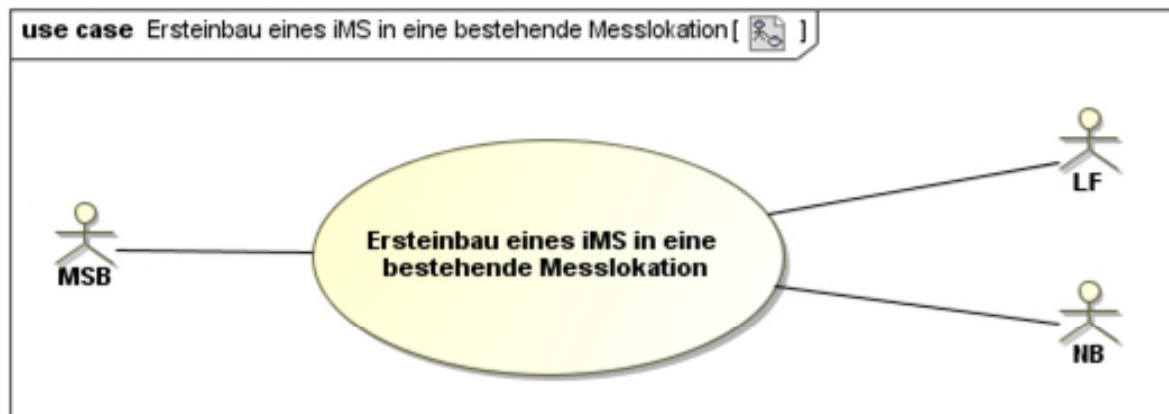 use case Ersteinbau eines iMS in eine bestehende Messlokation [ ]
LF
Ersteinbau eines iMS in eine
bestehende Messlokation
MSB
NB